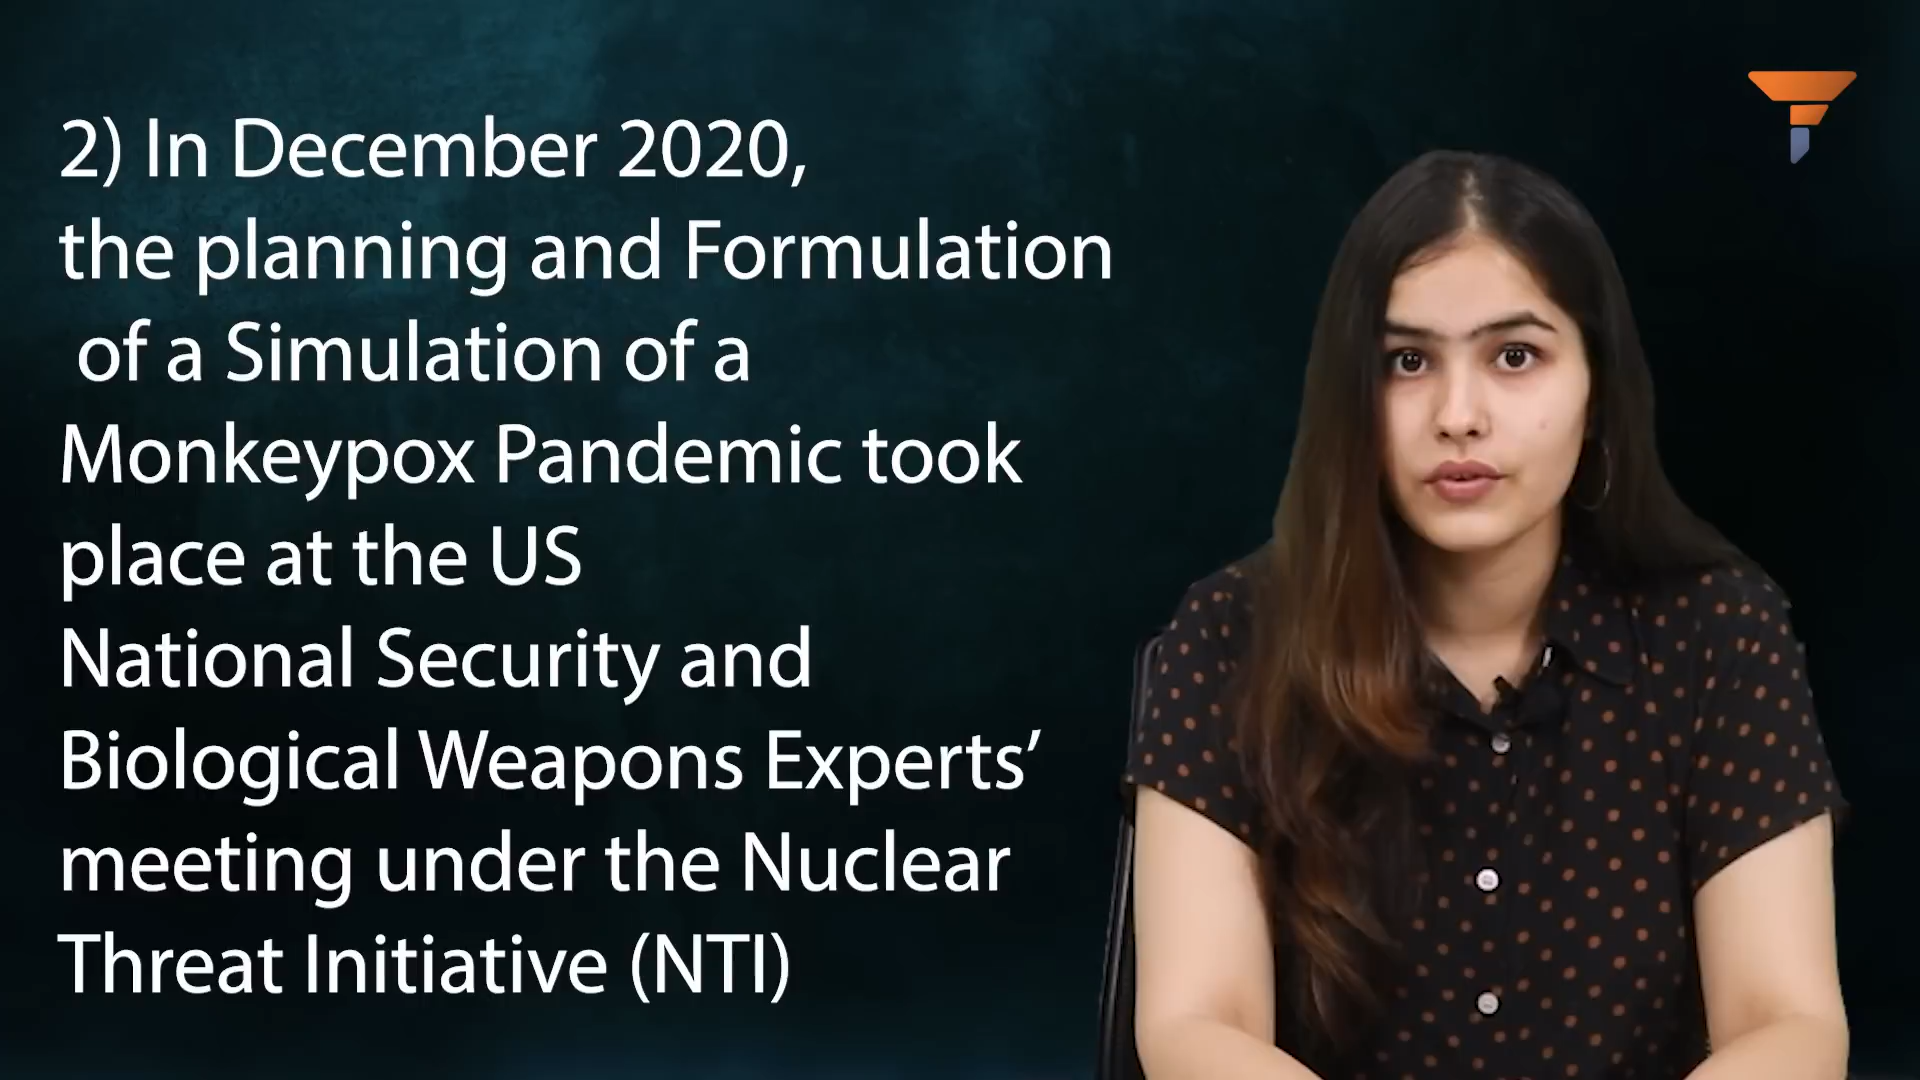 2) In December 2020,
the planning and Formulation
of a Simulation of a
Monkeypox Pandemic took
place at the US
National Security and
Biological Weapons Experts’
meeting under the Nuclear
Threat Initiative (NTI)